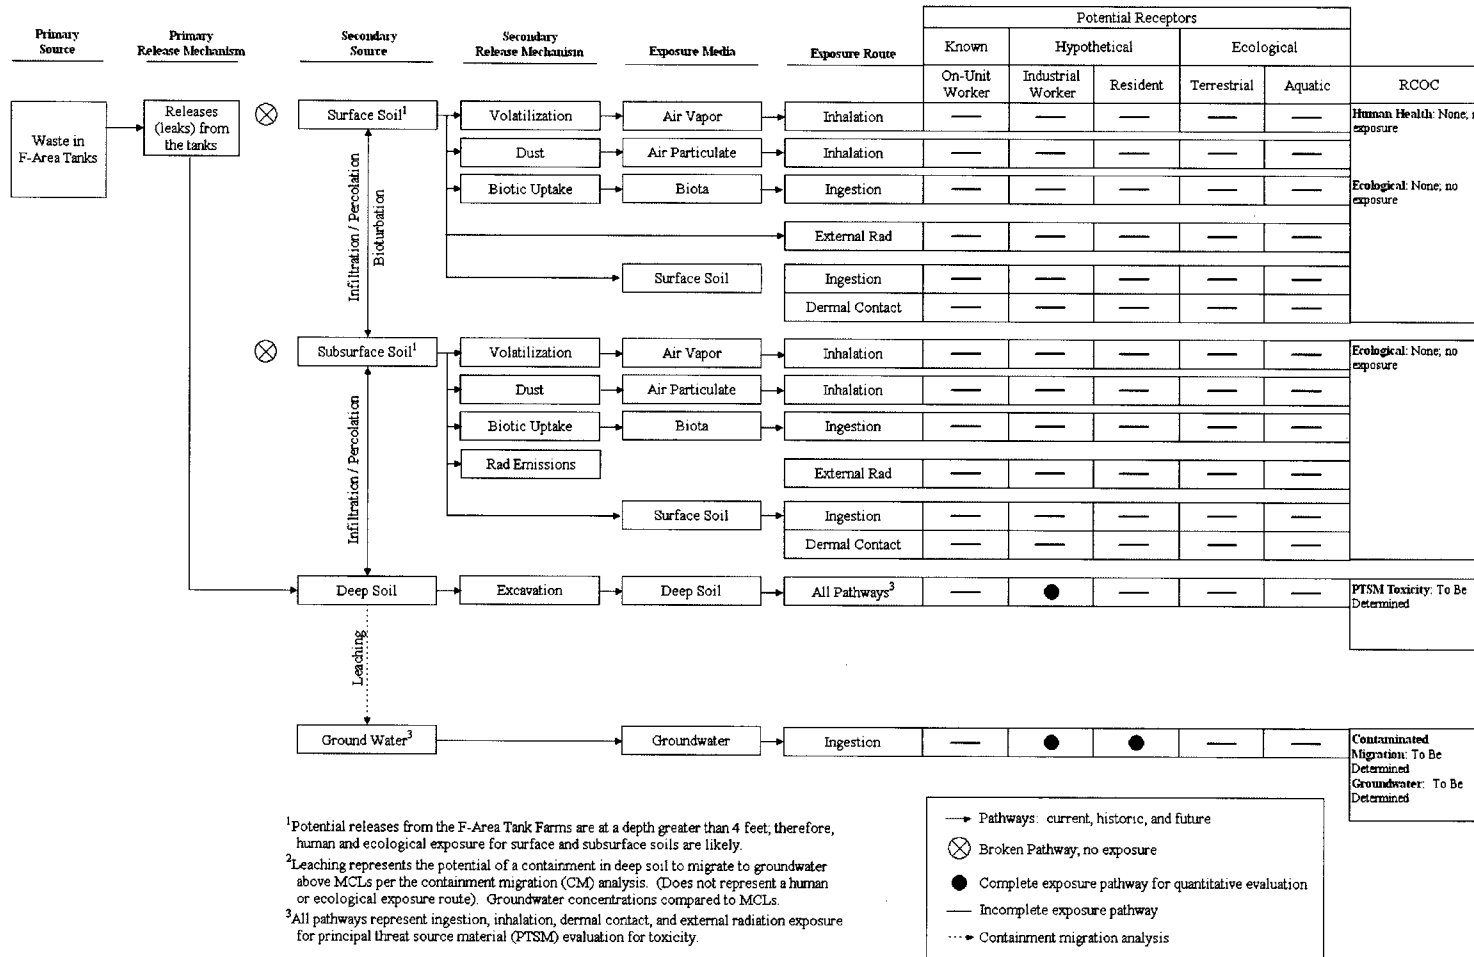 Potential Receptors
Primary Source
Primary Release Mechanism
Secondary Source
Secondary Release Mechanism
Exposure Media
Exposure Route
Known
Hypothetical
Ecological
On-Unit Worker
Industrial Worker
Resident
Terrestrial
Aquatic
RCOC
Waste in F-Area Tanks
Releases (leaks) from the tanks
Surface Soil1
Volatilization
Air Vapor
Inhalation
— — — — —
Human Health: None;
exposure
Dust
Air Particulate
Inhalation
— — — — —
Biotic Uptake
Biota
Ingestion
— — — — —
Ecological: None; no
exposure
Infiltration / Percolation
Bioturbation
External Rad
— — — — —
Surface Soil
Ingestion
— — — — —
Dermal Contact
— — — — —
Subsurface Soil1
Volatilization
Air Vapor
Inhalation
— — — — —
Ecological: None; no
exposure
Dust
Air Particulate
Inhalation
— — — — —
Biotic Uptake
Biota
Ingestion
— — — — —
Infiltration / Percolation
Rad Emissions
External Rad
— — — — —
Surface Soil
Ingestion
— — — — —
Dermal Contact
— — — — —
Deep Soil
Excavation
Deep Soil
All Pathways3
— ● — — —
PTSM Toxicity: To Be
Determined
Leaching
Ground Water3
Groundwater
Ingestion
— ● ● — —
Contaminated
Migration: To Be
Determined
Groundwater: To Be
Determined
1Potential releases from the F-Area Tank Farms are at a depth greater than 4 feet; therefore,
human and ecological exposure for surface and subsurface soils are likely.
2Leaching represents the potential of a containment in deep soil to migrate to groundwater
above MCLs per the containment migration (CM) analysis. (Does not represent a human
or ecological exposure route). Groundwater concentrations compared to MCLs.
3All pathways represent ingestion, inhalation, dermal contact, and external radiation exposure
for principal threat source material (PTSM) evaluation for toxicity.
Pathways: current, historic, and future
Broken Pathway, no exposure
Complete exposure pathway for quantitative evaluation
Incomplete exposure pathway
Containment migration analysis